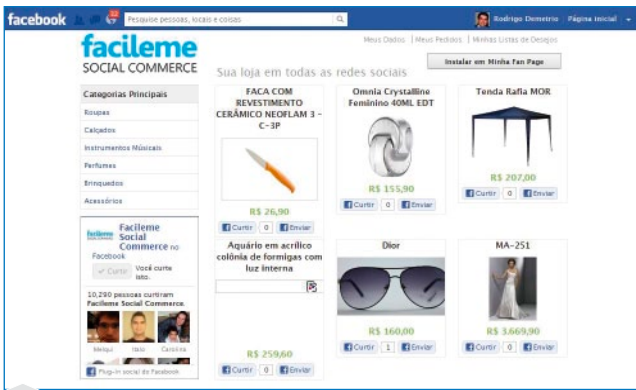 facebook
Pesquise pessoas, locais e coisas
Rodrigo Demetrio Página inicial
facileme
SOCIAL COMMERCE
Meus Dados | Meus Pedidos | Minhas Listas de Desejos
Instalar em Minha Fan Page
Sua loja em todas as redes sociais
Categorias Principais
Roupas
Calçados
Instrumentos Músicais
Perfumes
Brinquedos
Acessórios
facileme
Facileme
Social
Commerce no
Facebook
Curtir
Você curte
isto.
10,290 pessoas curtiram
Facileme Social Commerce.
Melqui Italo Carolina
Plug-in social do Facebook
FACA COM
REVESTIMENTO
CERÂMICO NEOFLAM 3 -
C-3P
R$ 26,90
Curtir 0 Enviar
Omnia Crystalline
Feminino 40ML EDT
R$ 155,90
Curtir 0 Enviar
Tenda Rafia MOR
R$ 207,00
Curtir 0 Enviar
Aquário em acrílico
colônia de formigas com
luz interna
R$ 259,60
Curtir 0 Enviar
Dior
R$ 160,00
Curtir 1 Enviar
MA-251
R$ 3.669,90
Curtir 0 Enviar